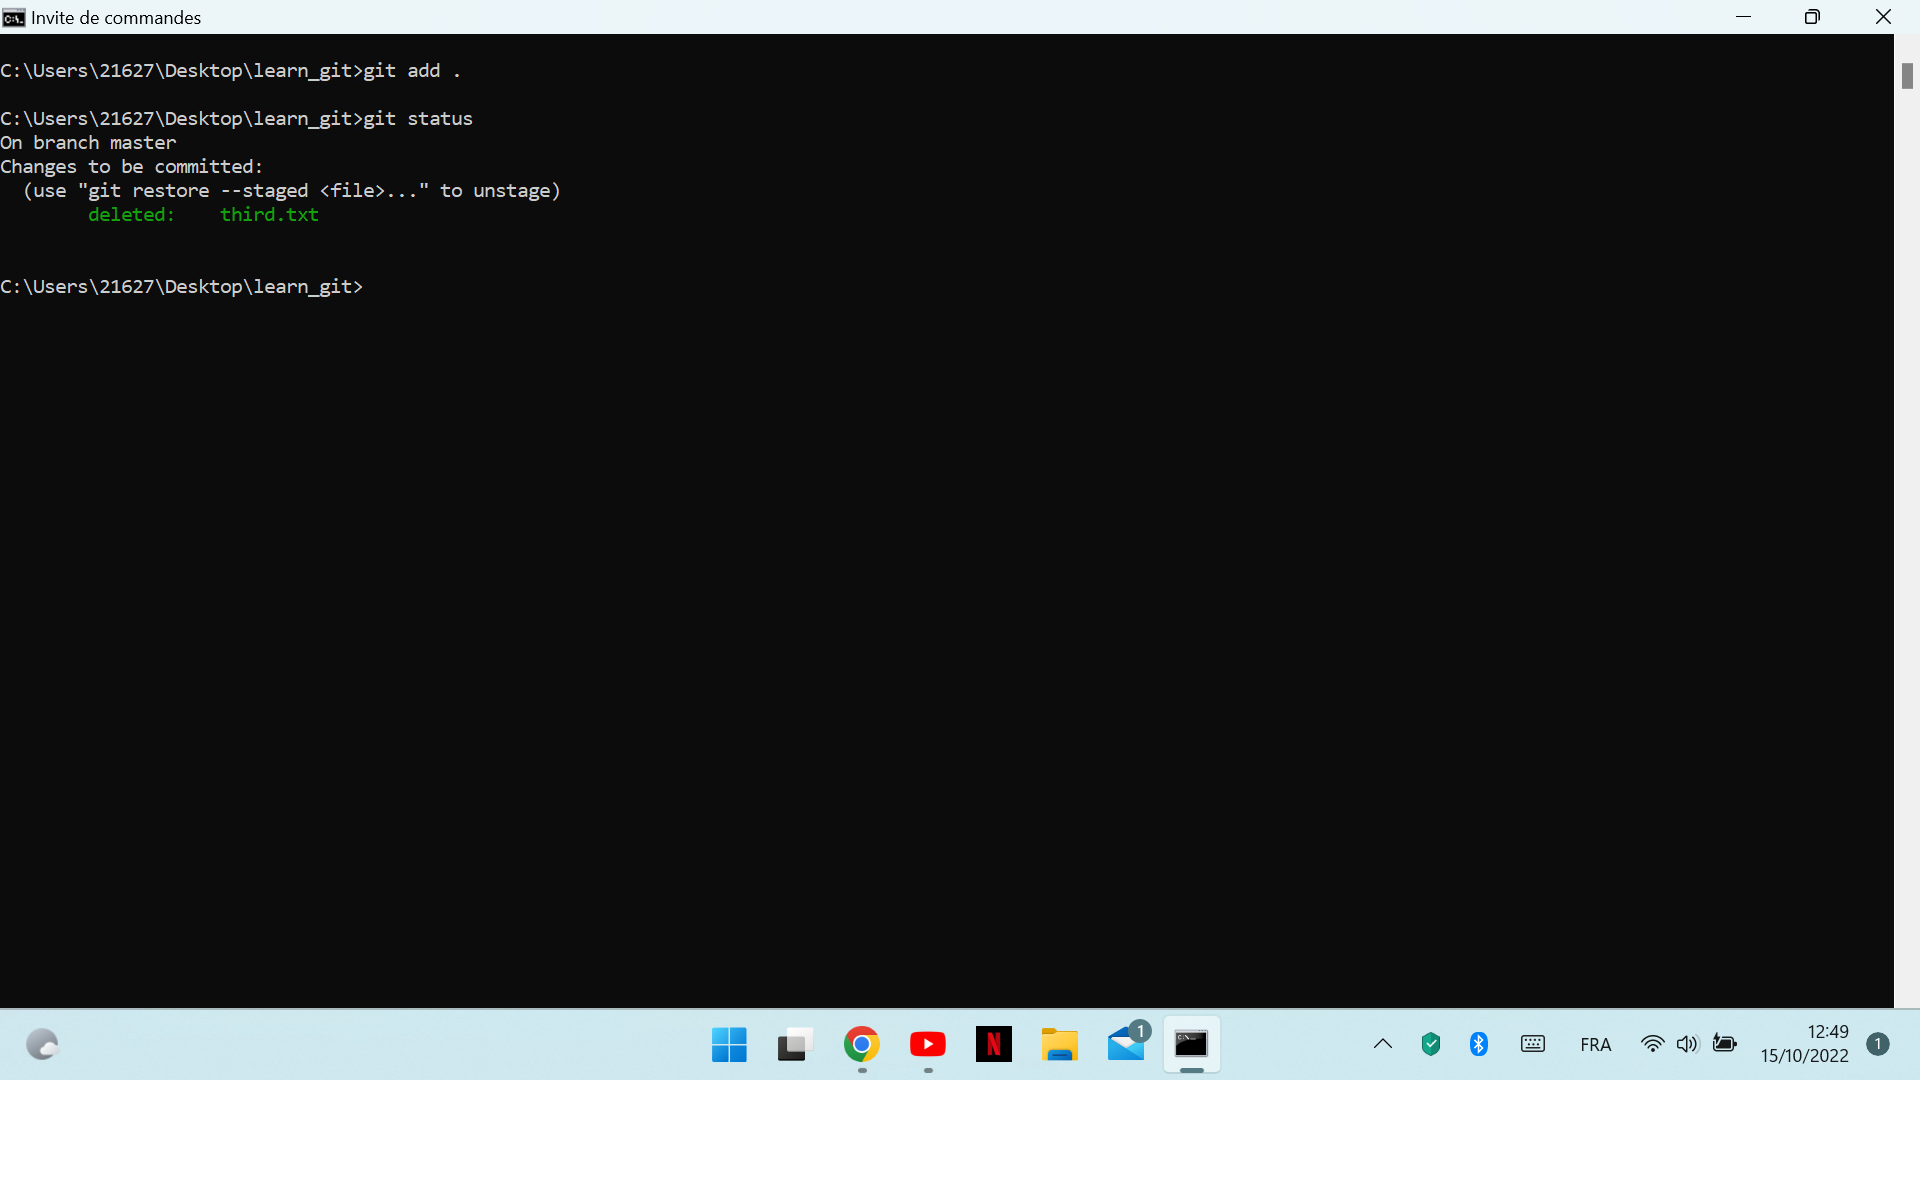 Invite de commandes
C:\Users\21627\Desktop\learn_git>git add .
C:\Users\21627\Desktop\learn_git>git status
On branch master
Changes to be committed:
  (use "git restore --staged <file>..." to unstage)
        deleted:    third.txt
C:\Users\21627\Desktop\learn_git>
N
1
FRA
12:49
15/10/2022
1